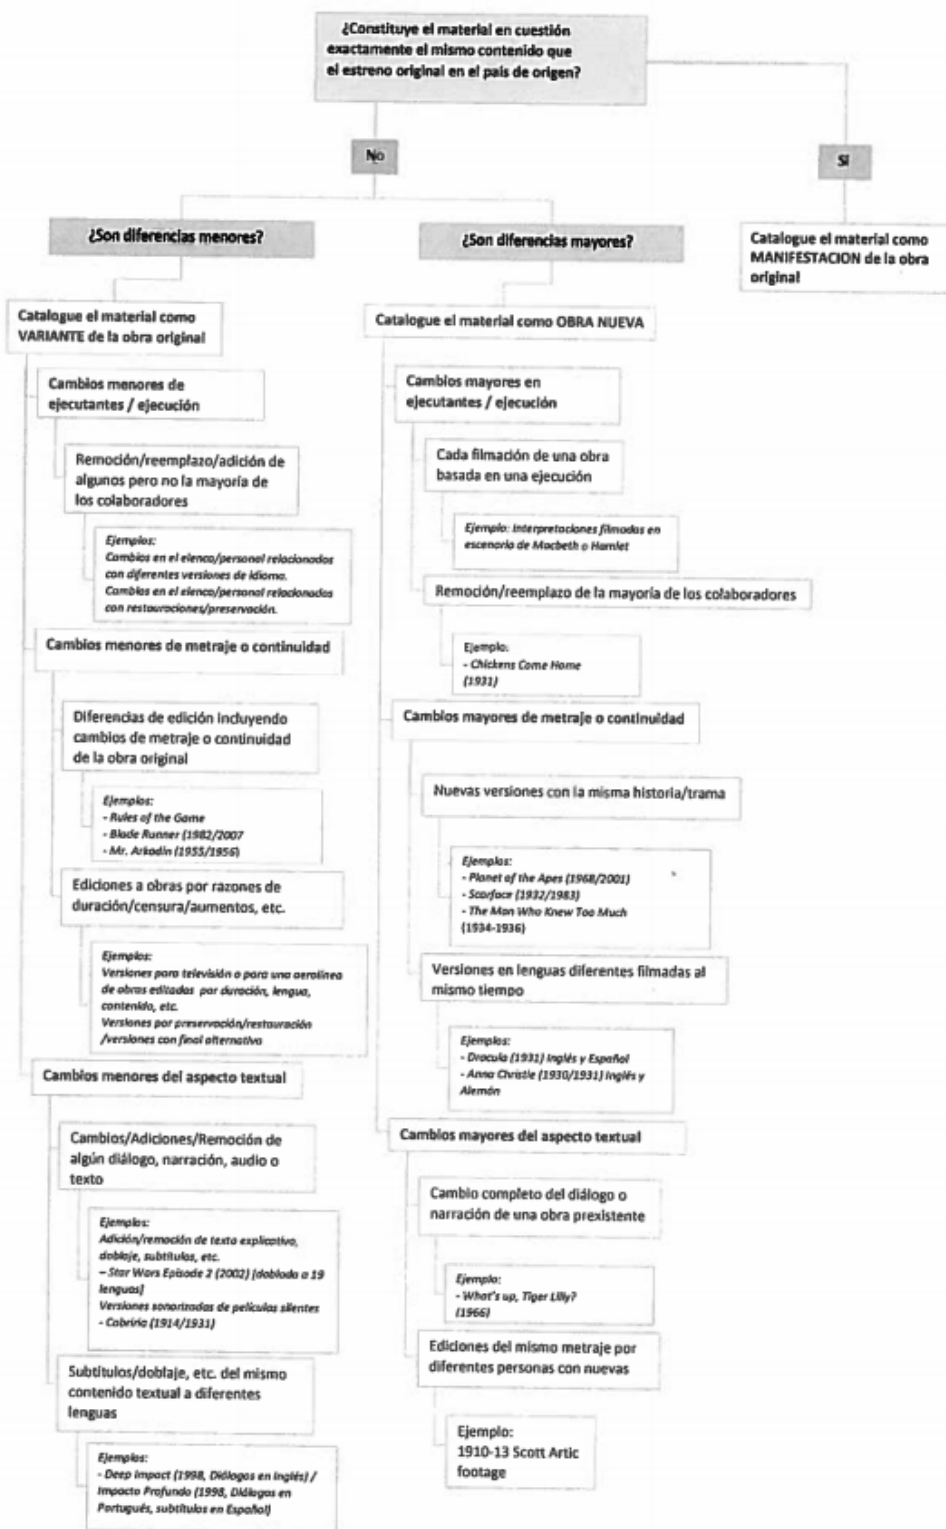 ¿Constituye el material en cuestión
exactamente el mismo contenido que
el estreno original en el país de origen?
No
SI
¿Son diferencias menores?
¿Son diferencias mayores?
Catalogue el material como
MANIFESTACION de la obra
original
Catalogue el material como
VARIANTE de la obra original
Cambios menores de
ejecutantes / ejecución
Remoción/reemplazo/adición de
algunos pero no la mayoría de
los colaboradores
Ejemplos:
Cambios en el elenco/personal relacionados
con diferentes versiones de idioma.
Cambios en el elenco/personal relacionados
con restauraciones/preservación.
Cambios menores de metraje o continuidad
Diferencias de edición incluyendo
cambios de metraje o continuidad
de la obra original
Ejemplos:
- Rules of the Game
- Blade Runner (1982/2007
- Mr. Arkadin (1955/1956)
Ediciones a obras por razones de
duración/censura/aumentos, etc.
Ejemplos:
Versiones para televisión o para una aerolínea
de obras editadas por duración, lengua,
contenido, etc.
Versiones por preservación/restauración
/versiones con final alternativo
Cambios menores del aspecto textual
Cambios/Adiciones/Remoción de
algún diálogo, narración, audio o
texto
Ejemplos:
Adición/remoción de texto explicativo,
doblaje, subtítulos, etc.
– Star Wars Episode 2 (2002) [doblada a 19
lenguas]
Versiones sonorizadas de películas silentes
- Cabiria (1914/1931)
Subtítulos/doblaje, etc. del mismo
contenido textual a diferentes
lenguas
Ejemplos:
- Deep Impact (1998, Diálogos en Inglés) /
Impacto Profundo (1998, Diálogos en
Portugués, subtítulos en Español)
Catalogue el material como OBRA NUEVA
Cambios mayores en
ejecutantes / ejecución
Cada filmación de una obra
basada en una ejecución
Ejemplo: Interpretaciones filmadas en
escenario de Macbeth o Hamlet
Remoción/reemplazo de la mayoría de los colaboradores
Ejemplo:
- Chickens Come Home
(1931)
Cambios mayores de metraje o continuidad
Nuevas versiones con la misma historia/trama
Ejemplos:
- Planet of the Apes (1968/2001)
- Scarface (1932/1983)
- The Man Who Knew Too Much
(1934-1936)
Versiones en lenguas diferentes filmadas al
mismo tiempo
Ejemplos:
- Dracula (1931) Inglés y Español
- Anna Christie (1930/1931) Inglés y
Alemán
Cambios mayores del aspecto textual
Cambio completo del diálogo o
narración de una obra prexistente
Ejemplo:
- What's up, Tiger Lilly?
(1966)
Ediciones del mismo metraje por
diferentes personas con nuevas
Ejemplo:
1910-13 Scott Artic
footage